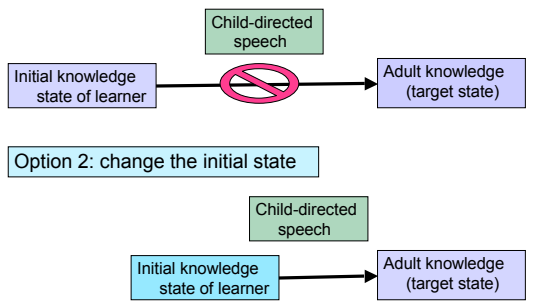 Child-directed
speech
Initial knowledge
state of learner
Adult knowledge
(target state)
Option 2: change the initial state
Child-directed
speech
Initial knowledge
state of learner
Adult knowledge
(target state)